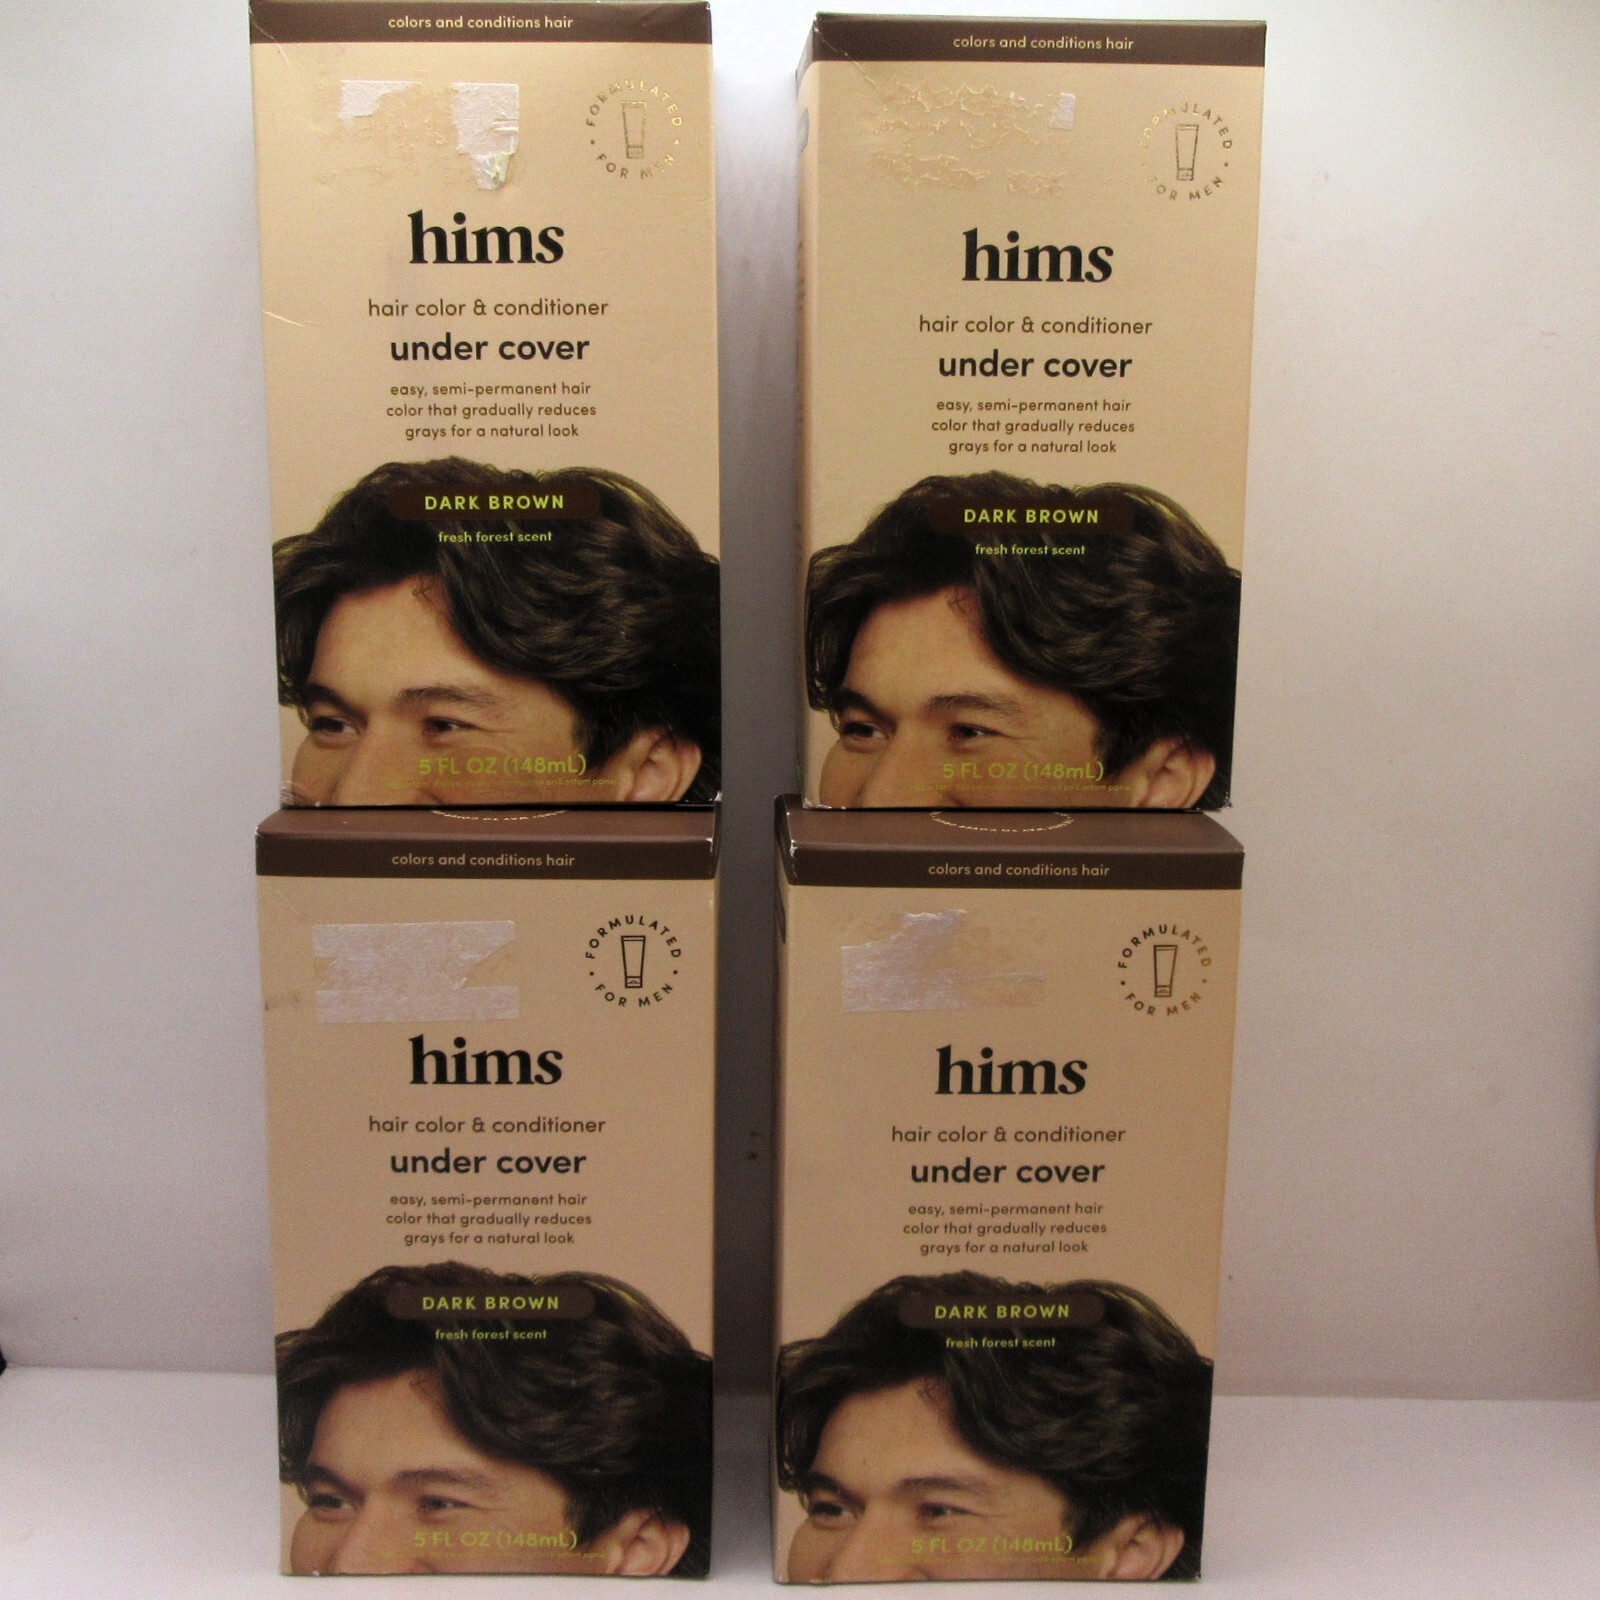 colors and conditions hair
FORMULATED FOR MEN
hims
hair color & conditioner
under cover
easy, semi-permanent hair
color that gradually reduces
grays for a natural look
DARK BROWN
fresh forest scent
5 FL OZ (148mL)
colors and conditions hair
FORMULATED FOR MEN
hims
hair color & conditioner
under cover
easy, semi-permanent hair
color that gradually reduces
grays for a natural look
DARK BROWN
fresh forest scent
5 FL OZ (148mL)
colors and conditions hair
FORMULATED FOR MEN
hims
hair color & conditioner
under cover
easy, semi-permanent hair
color that gradually reduces
grays for a natural look
DARK BROWN
fresh forest scent
5 FL OZ (148mL)
colors and conditions hair
FORMULATED FOR MEN
hims
hair color & conditioner
under cover
easy, semi-permanent hair
color that gradually reduces
grays for a natural look
DARK BROWN
fresh forest scent
5 FL OZ (148mL)